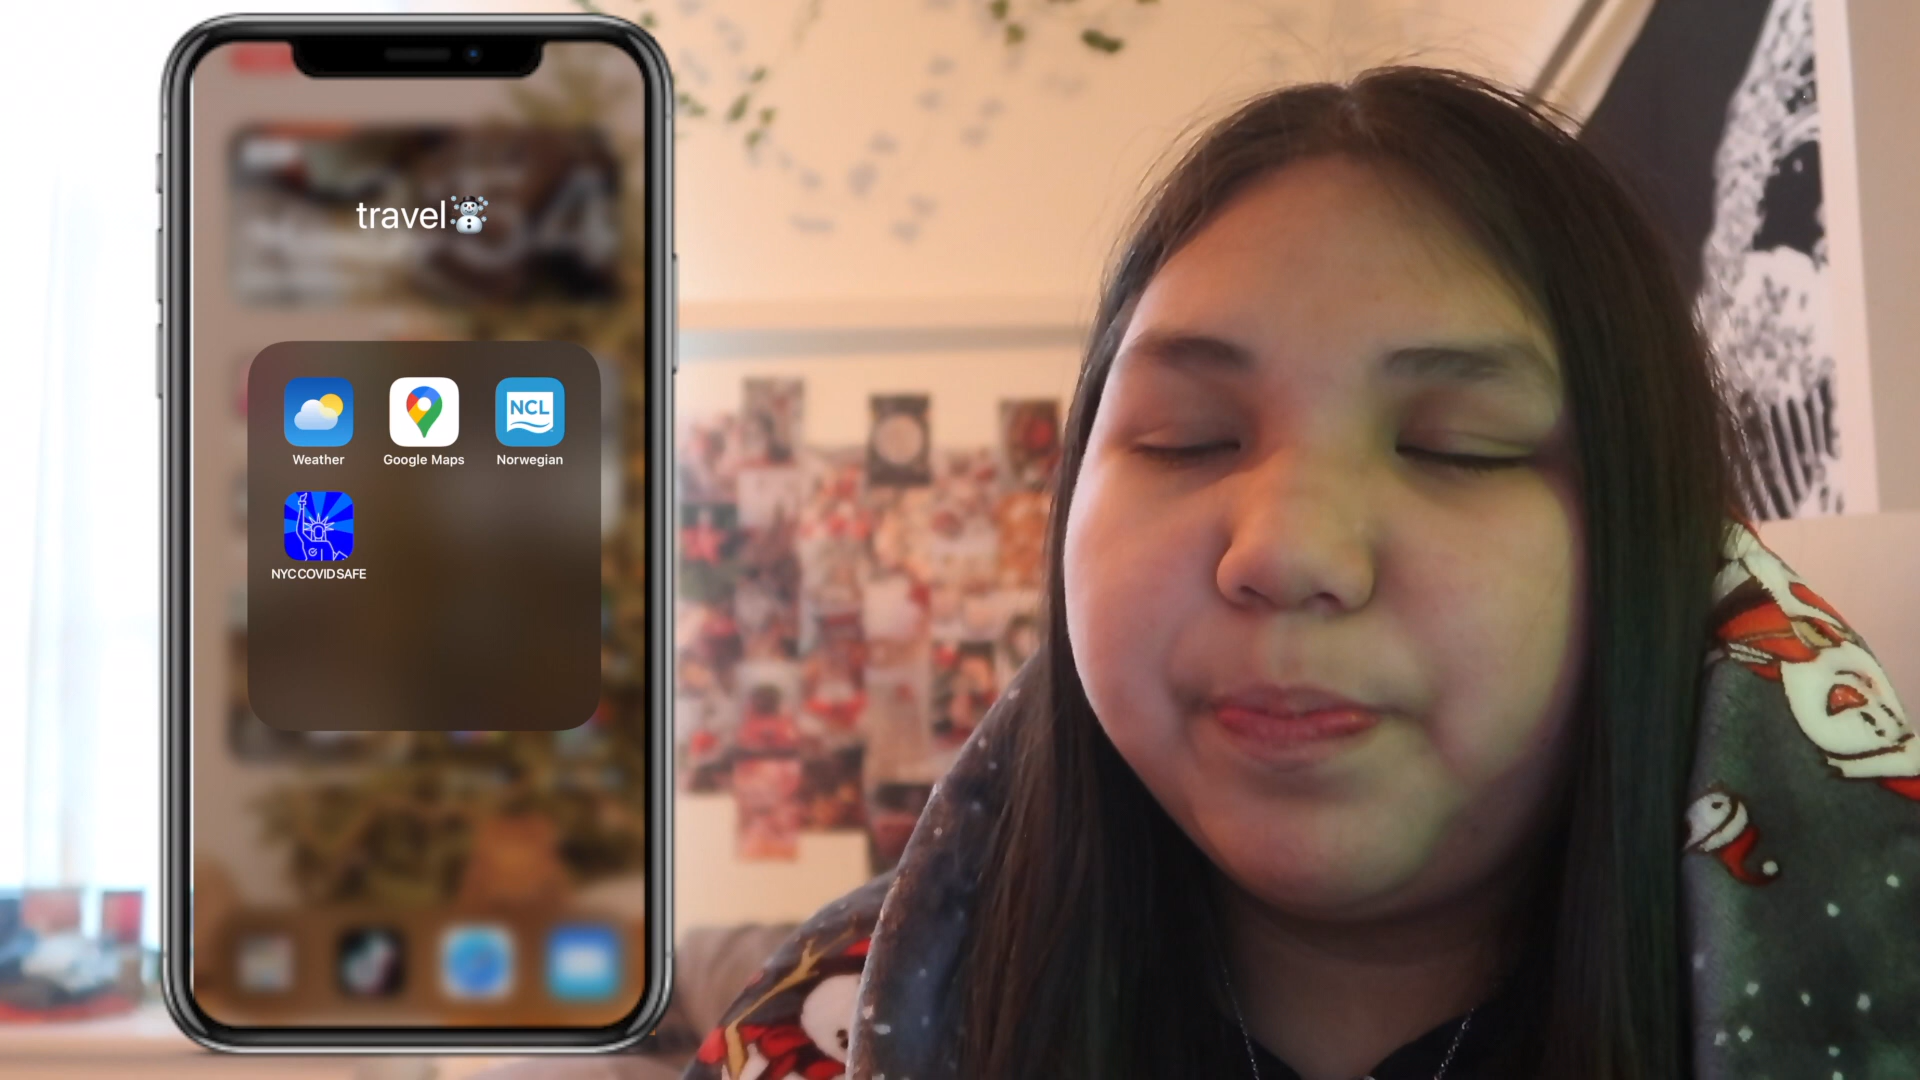 travel☃️
NCL
Weather
Google Maps
Norwegian
NYC COVID SAFE